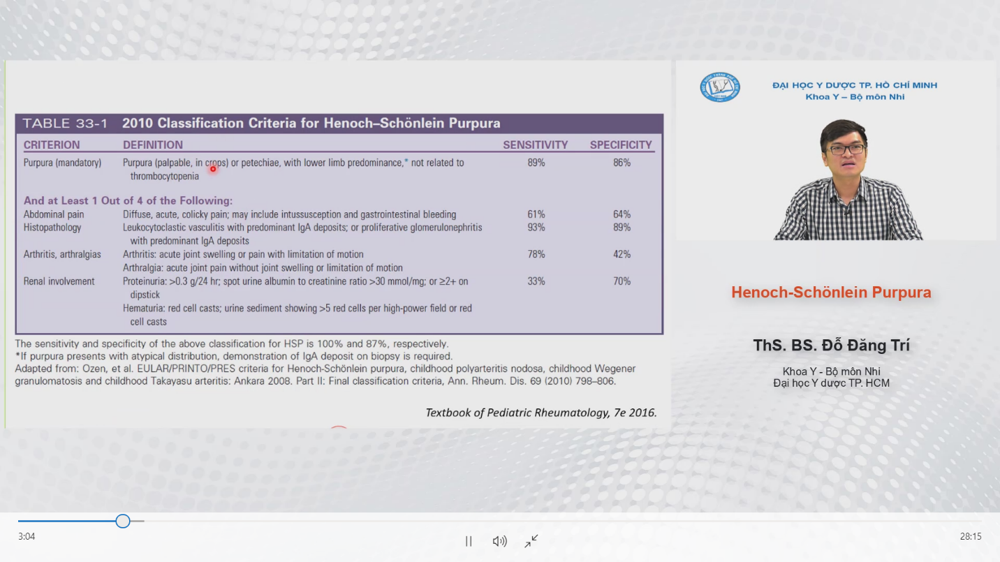 TABLE 33-1 2010 Classification Criteria for Henoch–Schönlein Purpura
CRITERION DEFINITION SENSITIVITY SPECIFICITY
Purpura (mandatory) Purpura (palpable, in crops) or petechiae, with lower limb predominance,* not related to 89% 86%
thrombocytopenia
And at Least 1 Out of 4 of the Following:
Abdominal pain Diffuse, acute, colicky pain; may include intussusception and gastrointestinal bleeding 61% 64%
Histopathology Leukocytoclastic vasculitis with predominant IgA deposits; or proliferative glomerulonephritis 93% 89%
with predominant IgA deposits
Arthritis, arthralgias Arthritis: acute joint swelling or pain with limitation of motion 78% 42%
Arthralgia: acute joint pain without joint swelling or limitation of motion
Renal involvement Proteinuria: >0.3 g/24 hr; spot urine albumin to creatinine ratio >30 mmol/mg; or ≥2+ on 33% 70%
dipstick
Hematuria: red cell casts; urine sediment showing >5 red cells per high-power field or red
cell casts
The sensitivity and specificity of the above classification for HSP is 100% and 87%, respectively.
*If purpura presents with atypical distribution, demonstration of IgA deposit on biopsy is required.
Adapted from: Ozen, et al. EULAR/PRINTO/PRES criteria for Henoch-Schönlein purpura, childhood polyarteritis nodosa, childhood Wegener
granulomatosis and childhood Takayasu arteritis: Ankara 2008. Part II: Final classification criteria, Ann. Rheum. Dis. 69 (2010) 798–806.
Textbook of Pediatric Rheumatology, 7e 2016.
ĐẠI HỌC Y DƯỢC TP. HỒ CHÍ MINH
Khoa Y – Bộ môn Nhi
Henoch-Schönlein Purpura
ThS. BS. Đỗ Đăng Trí
Khoa Y - Bộ môn Nhi
Đại học Y dược TP. HCM
3:04 28:15